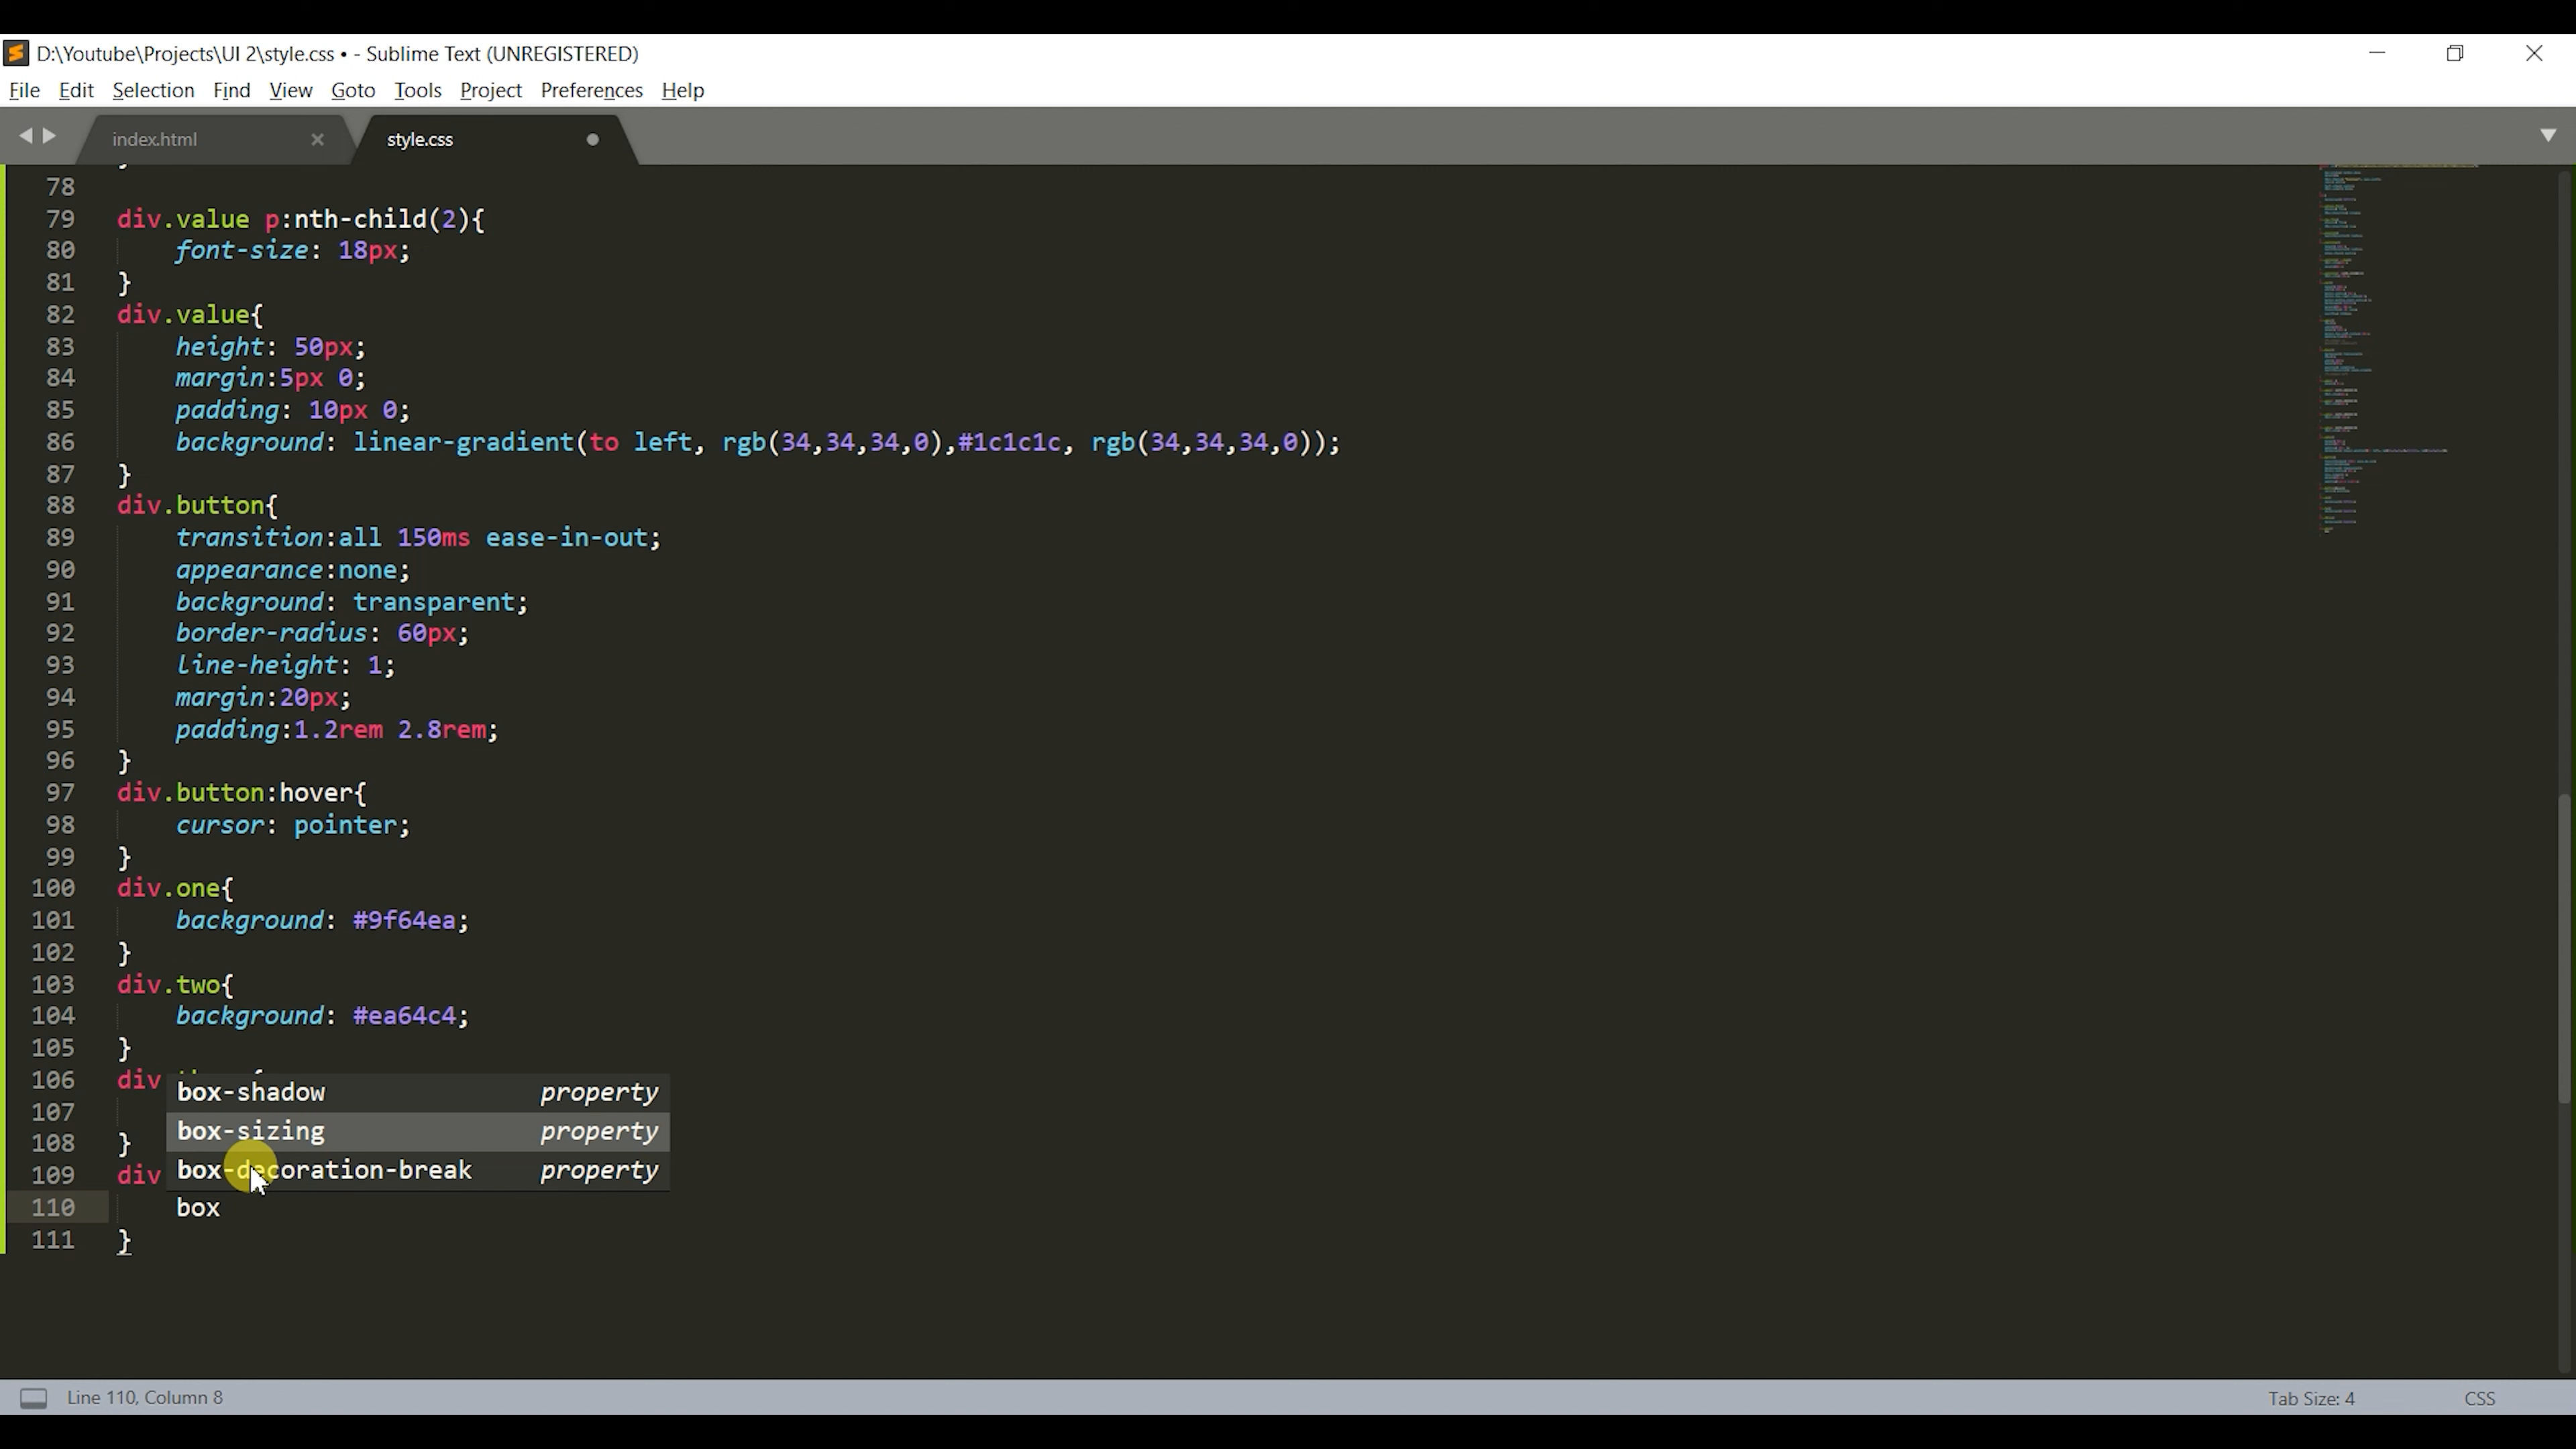 D:\Youtube\Projects\UI 2\style.css • - Sublime Text (UNREGISTERED)
File Edit Selection Find View Goto Tools Project Preferences Help
index.html × style.css
78
79 div.value p:nth-child(2){
80 font-size: 18px;
81 }
82 div.value{
83 height: 50px;
84 margin:5px 0;
85 padding: 10px 0;
86 background: linear-gradient(to left, rgb(34,34,34,0),#1c1c1c, rgb(34,34,34,0));
87 }
88 div.button{
89 transition:all 150ms ease-in-out;
90 appearance:none;
91 background: transparent;
92 border-radius: 60px;
93 line-height: 1;
94 margin:20px;
95 padding:1.2rem 2.8rem;
96 }
97 div.button:hover{
98 cursor: pointer;
99 }
100 div.one{
101 background: #9f64ea;
102 }
103 div.two{
104 background: #ea64c4;
105 }
106 div
box-shadow property
107
box-sizing property
108 }
box-decoration-break property
109 div
110 box
111 }
Line 110, Column 8 Tab Size: 4 CSS